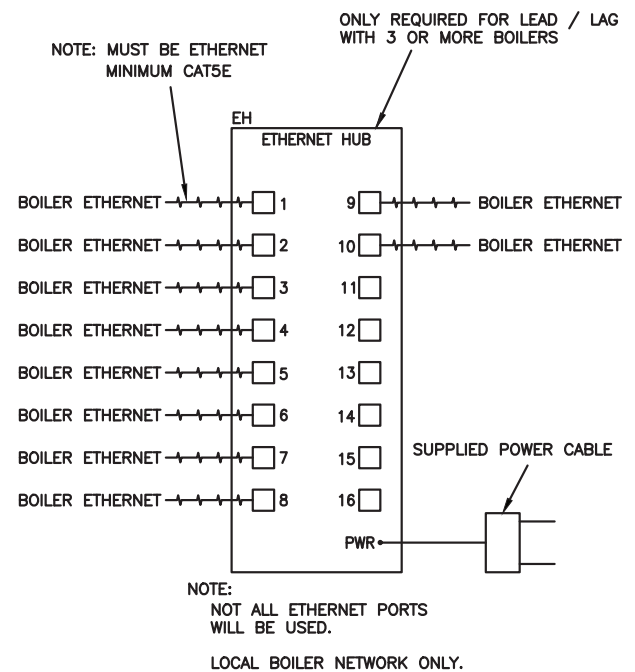 ONLY REQUIRED FOR LEAD / LAG
WITH 3 OR MORE BOILERS
NOTE: MUST BE ETHERNET
MINIMUM CAT5E
EH
ETHERNET HUB
BOILER ETHERNET 1 9 BOILER ETHERNET
BOILER ETHERNET 2 10 BOILER ETHERNET
BOILER ETHERNET 3 11
BOILER ETHERNET 4 12
BOILER ETHERNET 5 13
BOILER ETHERNET 6 14
BOILER ETHERNET 7 15
BOILER ETHERNET 8 16
SUPPLIED POWER CABLE
PWR
NOTE:
NOT ALL ETHERNET PORTS
WILL BE USED.
LOCAL BOILER NETWORK ONLY.